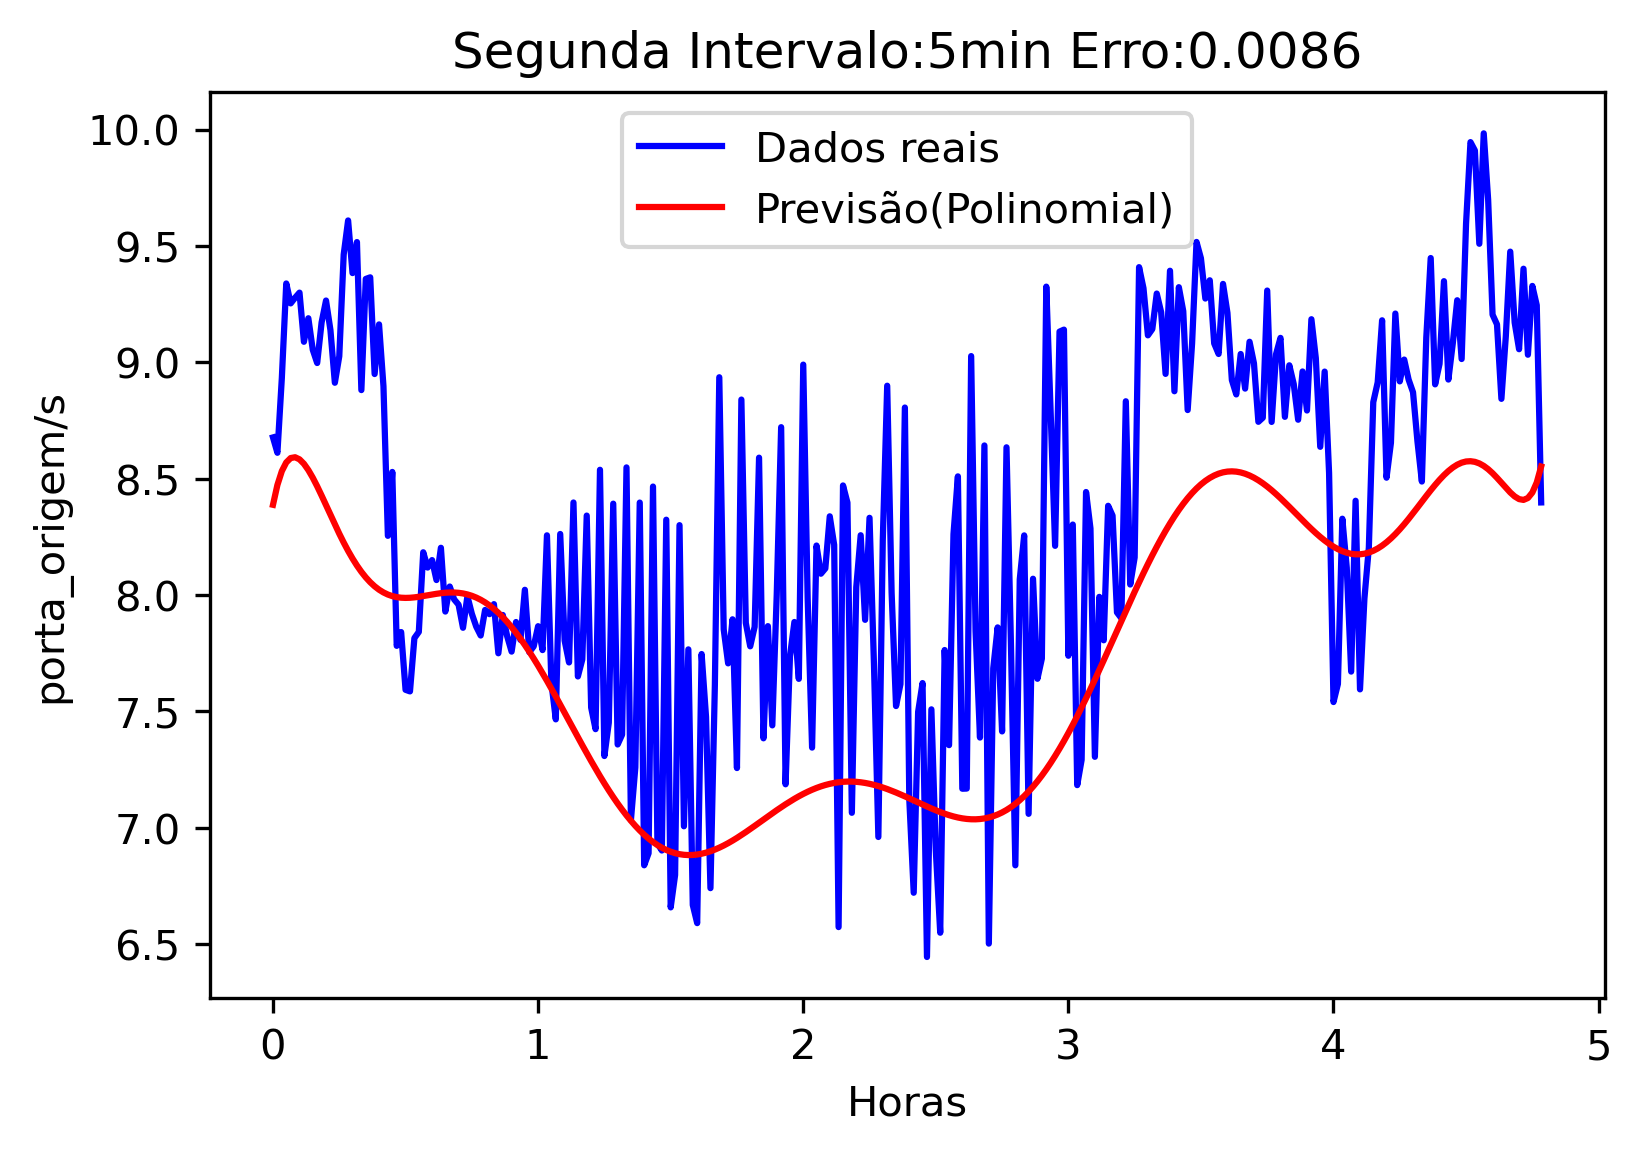 Segunda Intervalo:5min Erro:0.0086
Dados reais
Previsão(Polinomial)
10.0
9.5
9.0
8.5
8.0
7.5
7.0
6.5
porta_origem/s
0 1 2 3 4 5
Horas